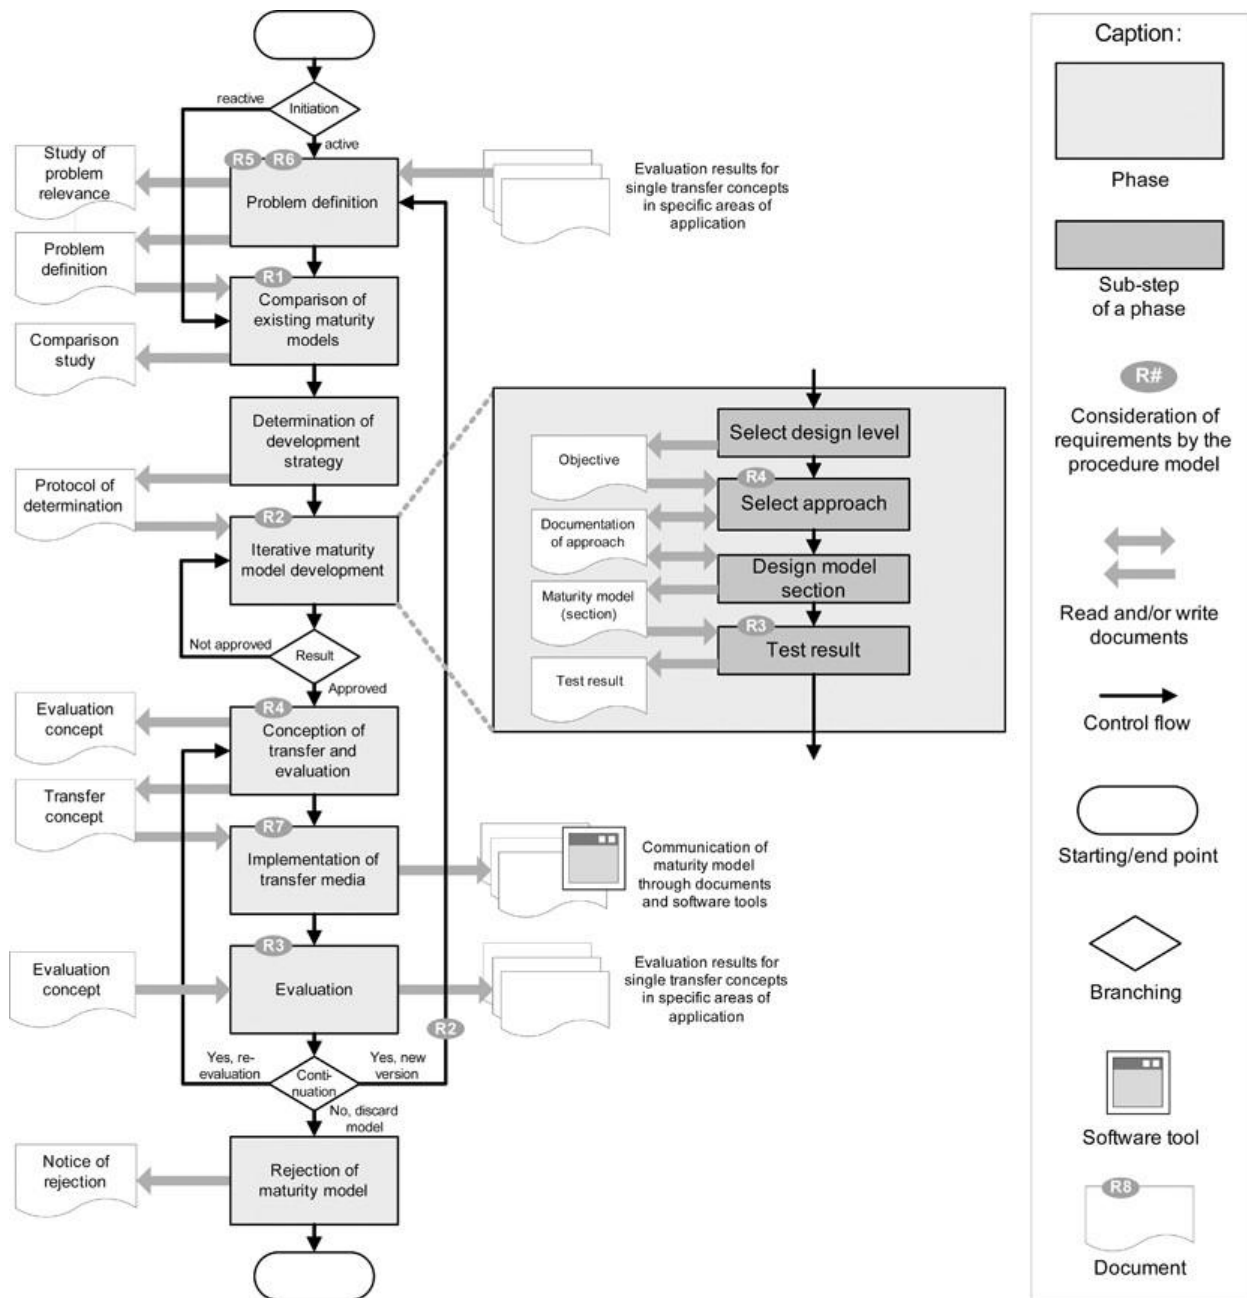 reactive
Initiation
active
Study of
problem
relevance
R5
R6
Problem definition
Evaluation results for
single transfer concepts
in specific areas of
application
Problem
definition
R1
Comparison of
existing maturity
models
Comparison
study
Determination of
development
strategy
Protocol of
determination
R2
Iterative maturity
model development
Not approved
Result
Approved
Select design level
Objective
R4
Select approach
Documentation
of approach
Design model
section
Maturity model
(section)
R3
Test result
Test result
Evaluation
concept
R4
Conception of
transfer and
evaluation
Transfer
concept
R7
Implementation of
transfer media
Communication of
maturity model
through documents
and software tools
Evaluation
concept
R3
Evaluation
Evaluation results for
single transfer concepts
in specific areas of
application
R2
Yes, re-
evaluation
Conti-
nuation
Yes, new
version
No, discard
model
Notice of
rejection
Rejection of
maturity model
Caption:
Phase
Sub-step
of a phase
R#
Consideration of
requirements by the
procedure model
Read and/or write
documents
Control flow
Starting/end point
Branching
Software tool
R8
Document